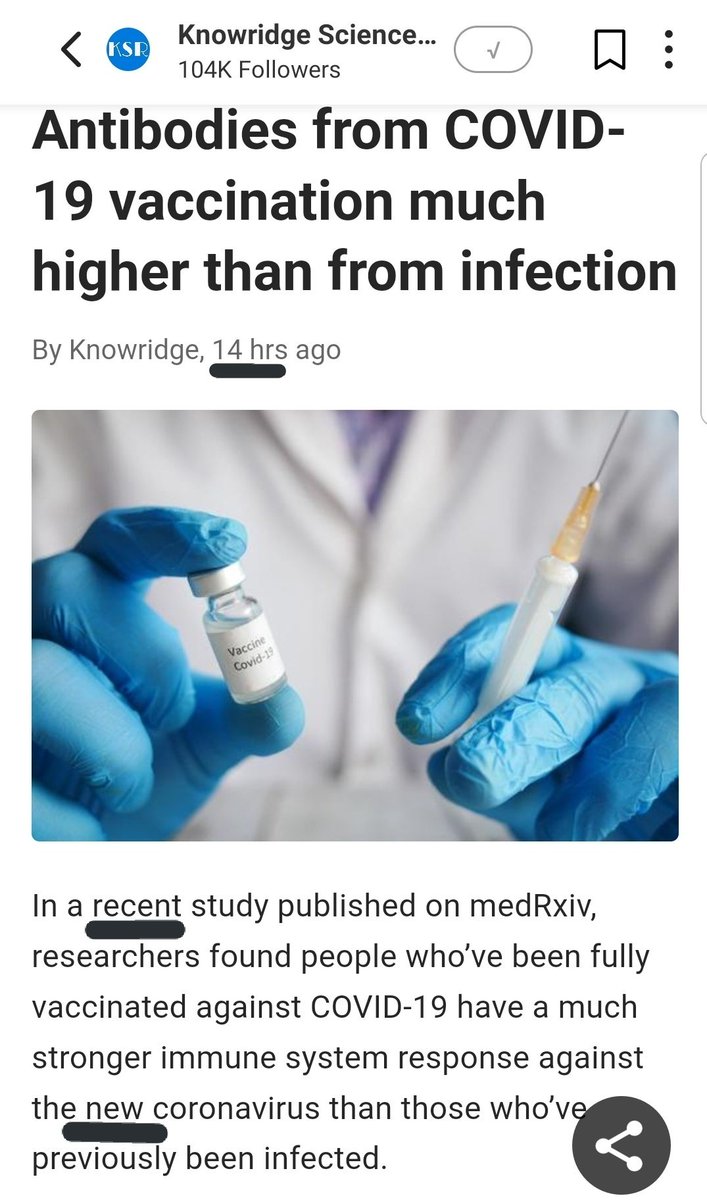 KSR
Knowridge Science...
√
104K Followers
Antibodies from COVID-
19 vaccination much
higher than from infection
By Knowridge, 14 hrs ago
Vaccine
Covid-19
In a recent study published on medRxiv,
researchers found people who’ve been fully
vaccinated against COVID-19 have a much
stronger immune system response against
the new coronavirus than those who’ve
previously been infected.